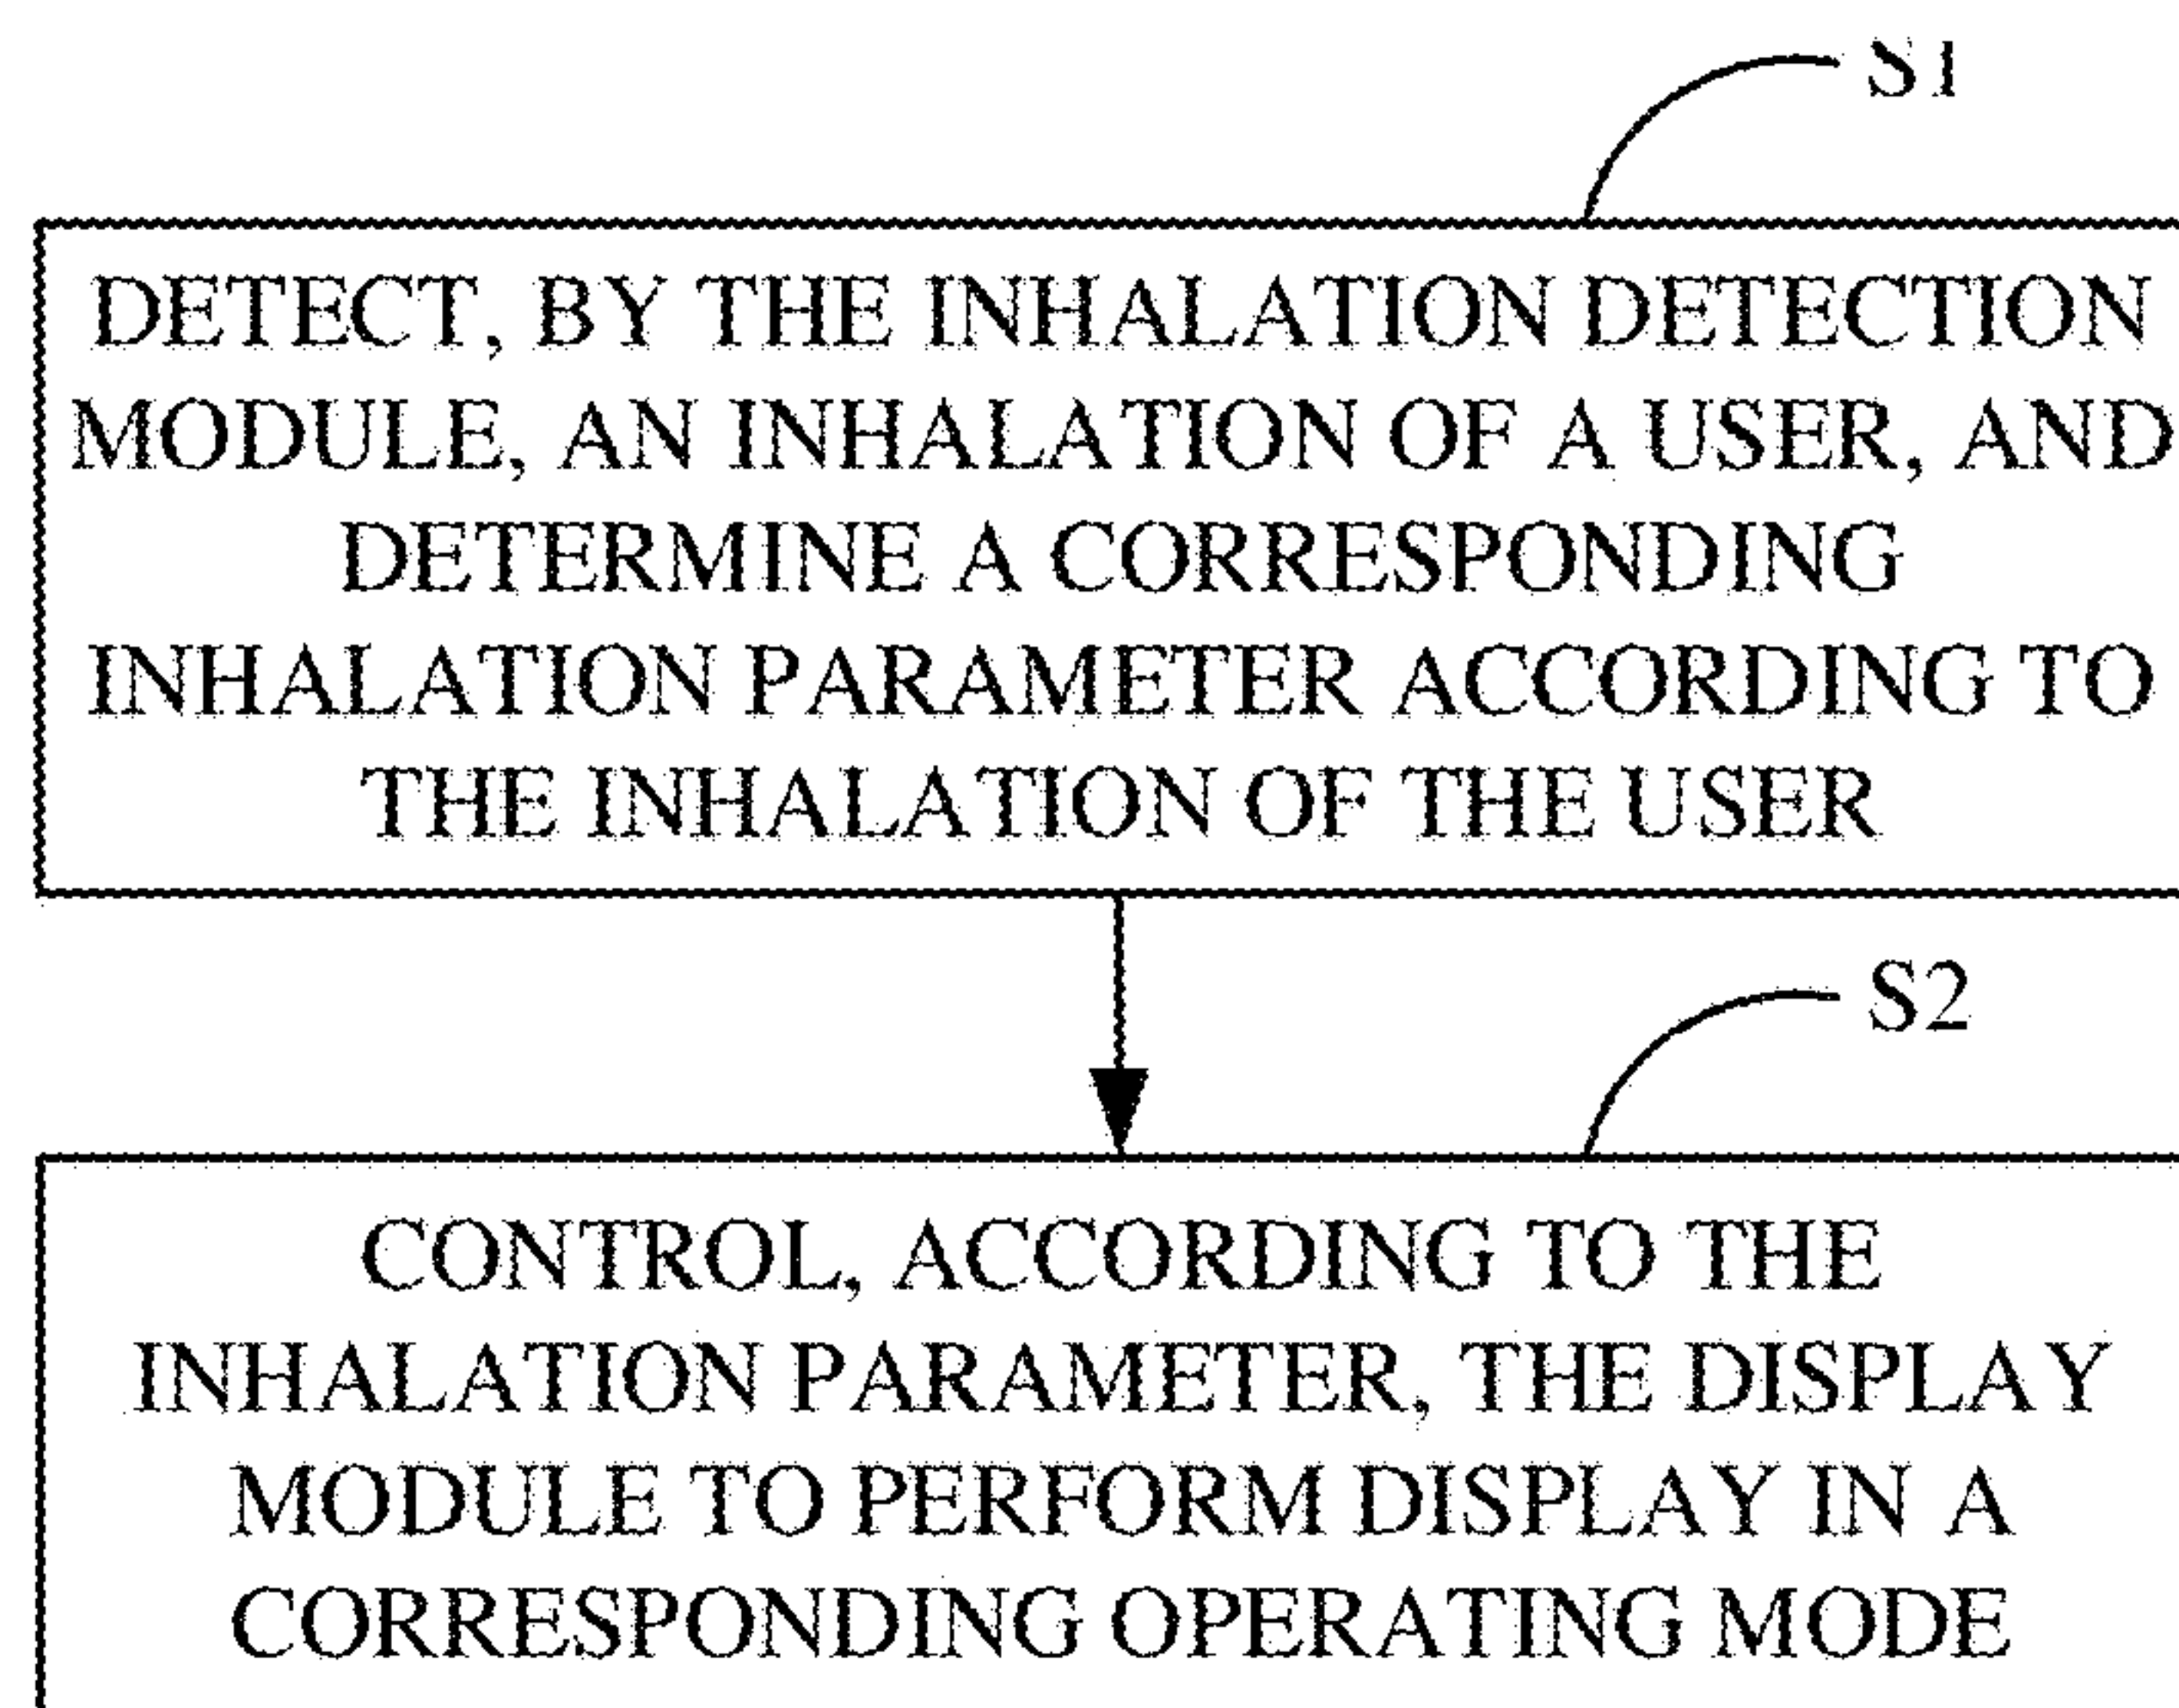 S1
DETECT, BY THE INHALATION DETECTION
MODULE, AN INHALATION OF A USER, AND
DETERMINE A CORRESPONDING
INHALATION PARAMETER ACCORDING TO
THE INHALATION OF THE USER
S2
CONTROL, ACCORDING TO THE
INHALATION PARAMETER, THE DISPLAY
MODULE TO PERFORM DISPLAY IN A
CORRESPONDING OPERATING MODE